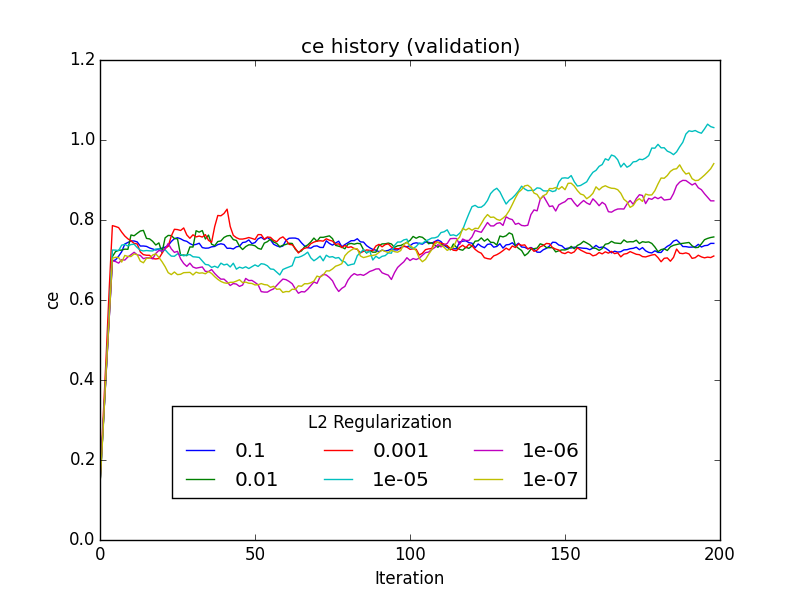 ce history (validation)
1.2
1.0
0.8
0.6
0.4
0.2
0.0
ce
L2 Regularization
0.1 0.001 1e-06
0.01 1e-05 1e-07
0 50 100 150 200
Iteration